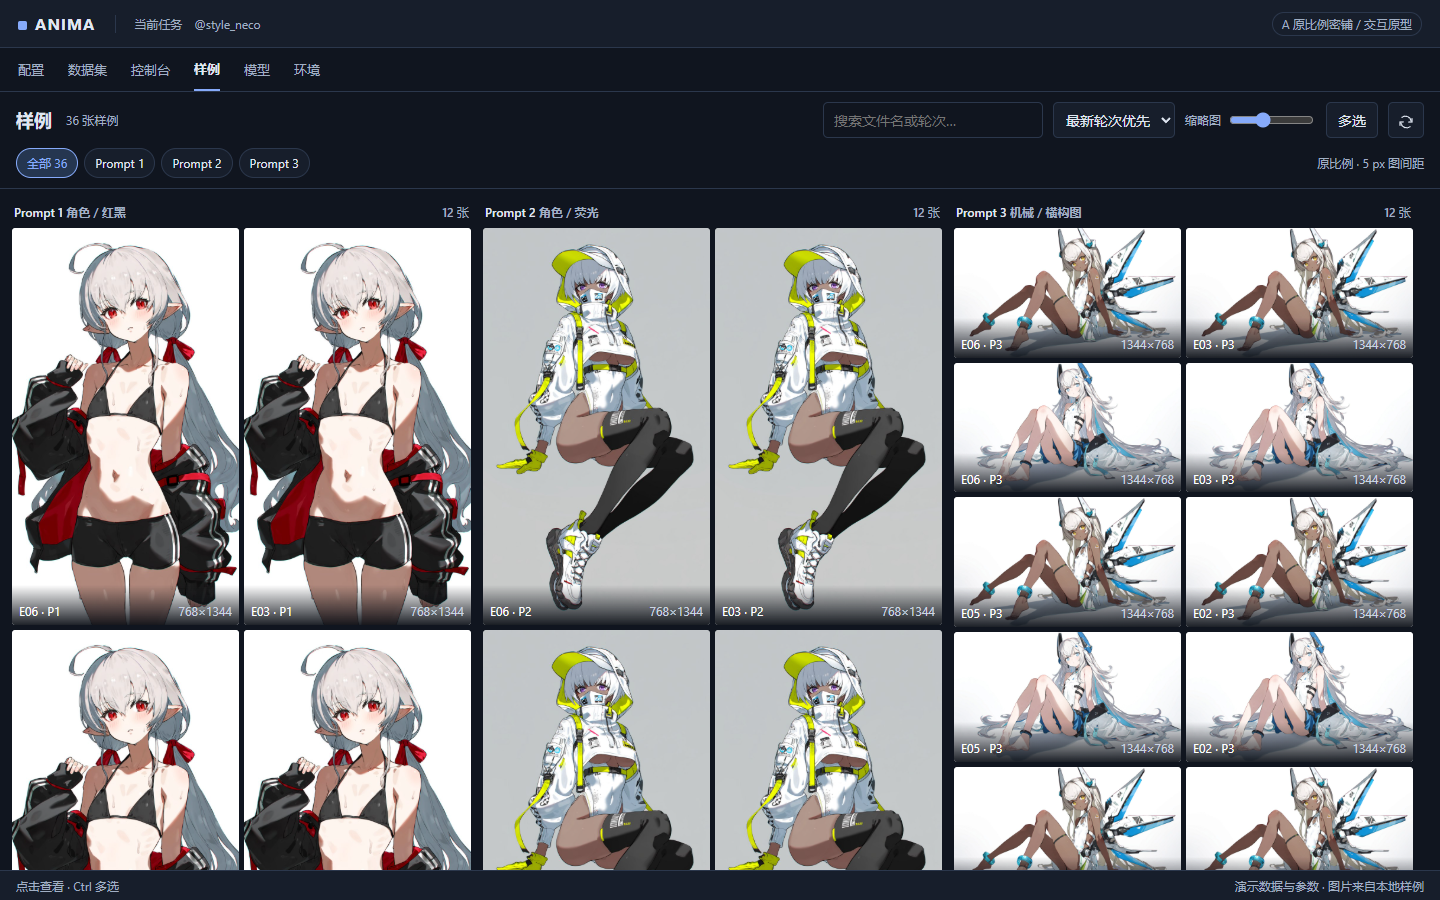 ANIMA 当前任务 @style_neco A 原比例密铺 / 交互原型
配置 数据集 控制台 样例 模型 环境
样例 36 张样例 搜索文件名或轮次... 最新轮次优先 缩略图 多选
全部 36 Prompt 1 Prompt 2 Prompt 3 原比例 · 5 px 图间距
Prompt 1 角色 / 红黑 12 张 Prompt 2 角色 / 荧光 12 张 Prompt 3 机械 / 横构图 12 张
E06 · P3 1344×768 E03 · P3 1344×768
E06 · P3 1344×768 E03 · P3 1344×768
E06 · P1 768×1344 E03 · P1 768×1344 E06 · P2 768×1344 E03 · P2 768×1344 E05 · P3 1344×768 E02 · P3 1344×768
E05 · P3 1344×768 E02 · P3 1344×768
点击查看 · Ctrl 多选 演示数据与参数 · 图片来自本地样例